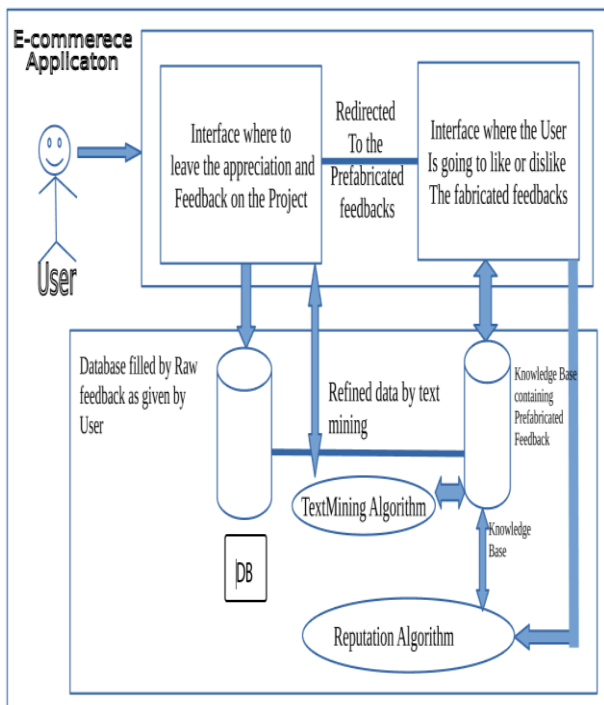 E-commerece
Applicaton
Interface where to
leave the appreciation and
Feedback on the Project
Redirected
To the
Prefabricated
feedbacks
Interface where the User
Is going to like or dislike
The fabricated feedbacks
User
Database filled by Raw
feedback as given by
User
Refined data by text
mining
Knowledge Base
containing
Prefabricated
Feedback
TextMining Algorithm
Knowledge
Base
DB
Reputation Algorithm